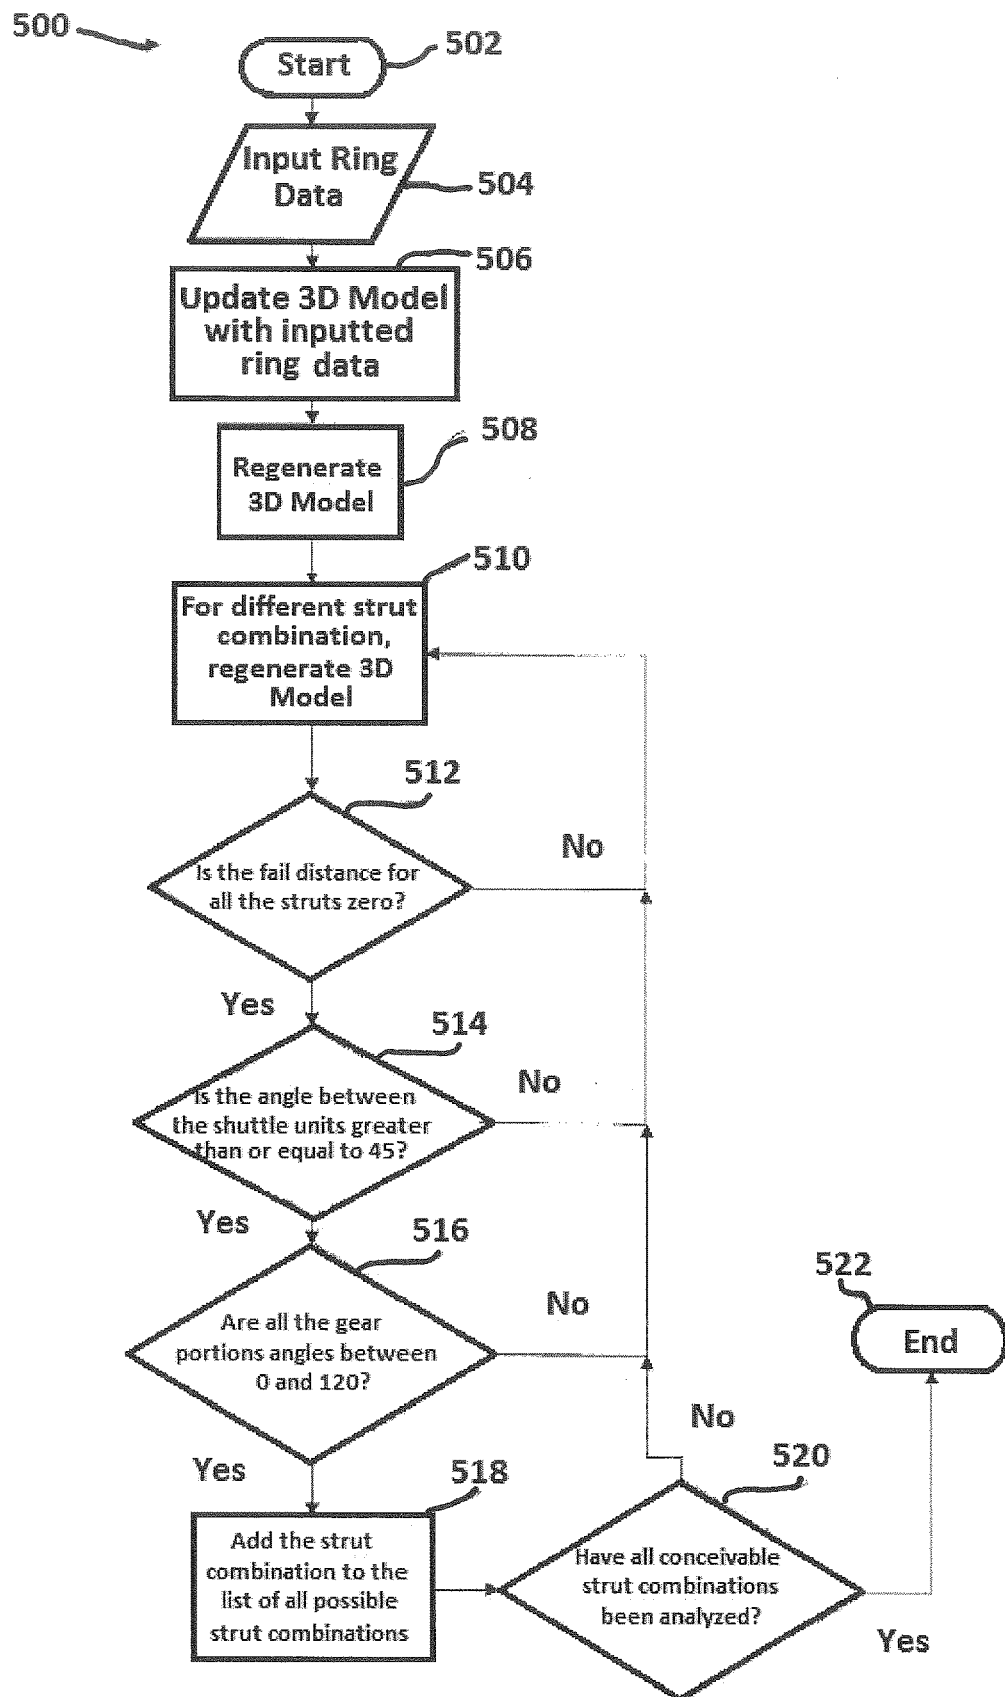 500
502
Start
Input Ring
Data
504
506
Update 3D Model
with inputted
ring data
508
Regenerate
3D Model
510
For different strut
combination,
regenerate 3D
Model
512
No
Is the fail distance for
all the struts zero?
Yes
514
No
Is the angle between
the shuttle units greater
than or equal to 45?
Yes
516
No
Are all the gear
portions angles between
0 and 120?
522
End
Yes
518
No
520
Add the strut
combination to the
list of all possible
strut combinations
Have all conceivable
strut combinations
been analyzed?
Yes